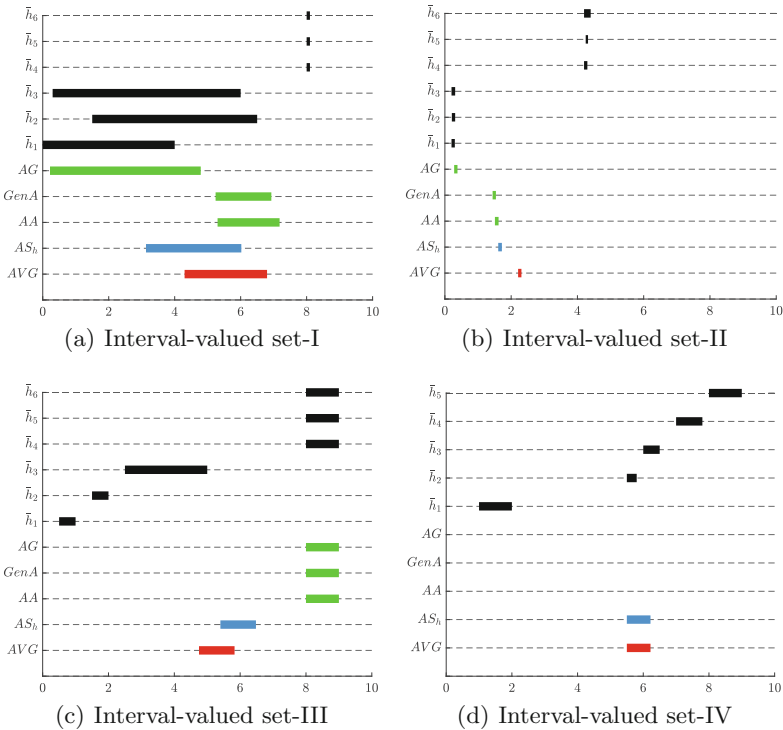 h̄₆
h̄₅
h̄₄
h̄₃
h̄₂
h̄₁
AG
GenA
AA
ASₕ
AVG
0 2 4 6 8 10
(a) Interval-valued set-I
h̄₆
h̄₅
h̄₄
h̄₃
h̄₂
h̄₁
AG
GenA
AA
ASₕ
AVG
0 2 4 6 8 10
(b) Interval-valued set-II
h̄₆
h̄₅
h̄₄
h̄₃
h̄₂
h̄₁
AG
GenA
AA
ASₕ
AVG
0 2 4 6 8 10
(c) Interval-valued set-III
h̄₅
h̄₄
h̄₃
h̄₂
h̄₁
AG
GenA
AA
ASₕ
AVG
0 2 4 6 8 10
(d) Interval-valued set-IV